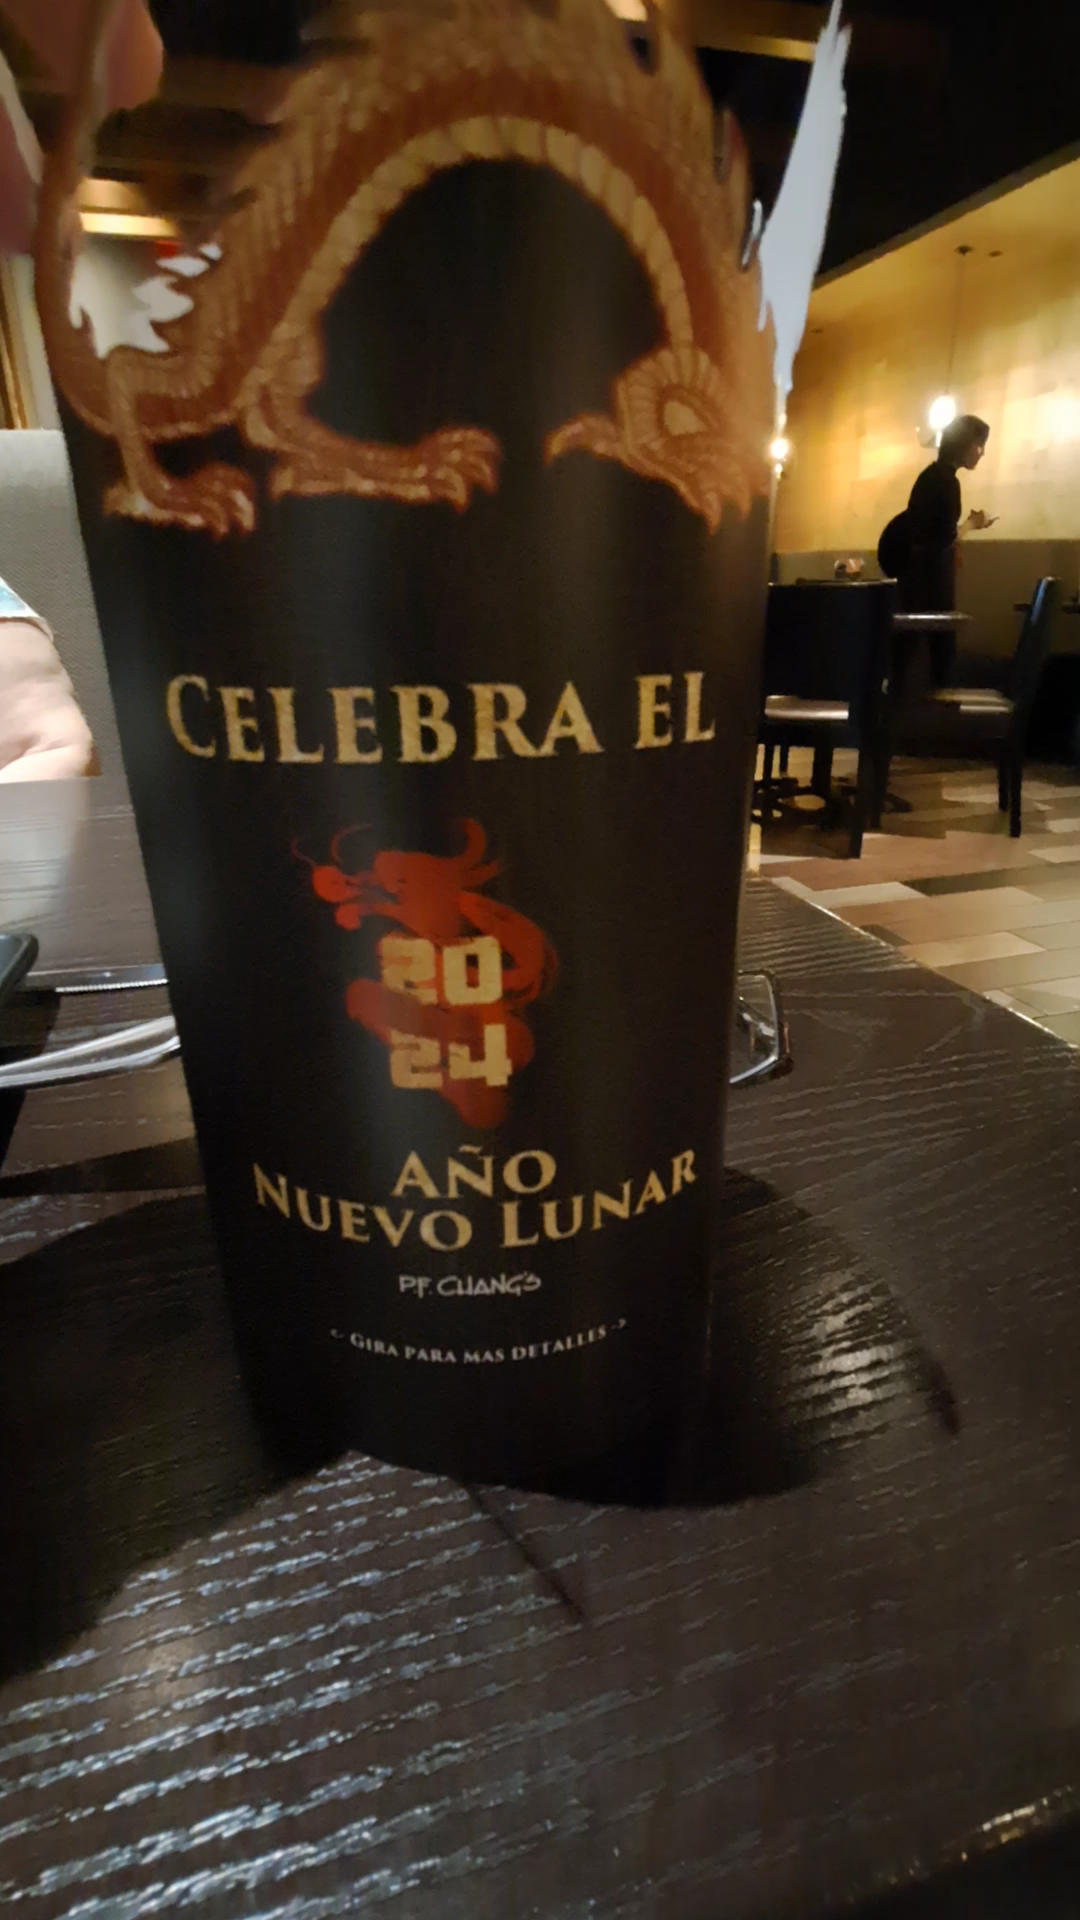 CELEBRA EL
20
24
AÑO
NUEVO LUNAR
P.F. CHANG'S
GIRA PARA MAS DETALLES